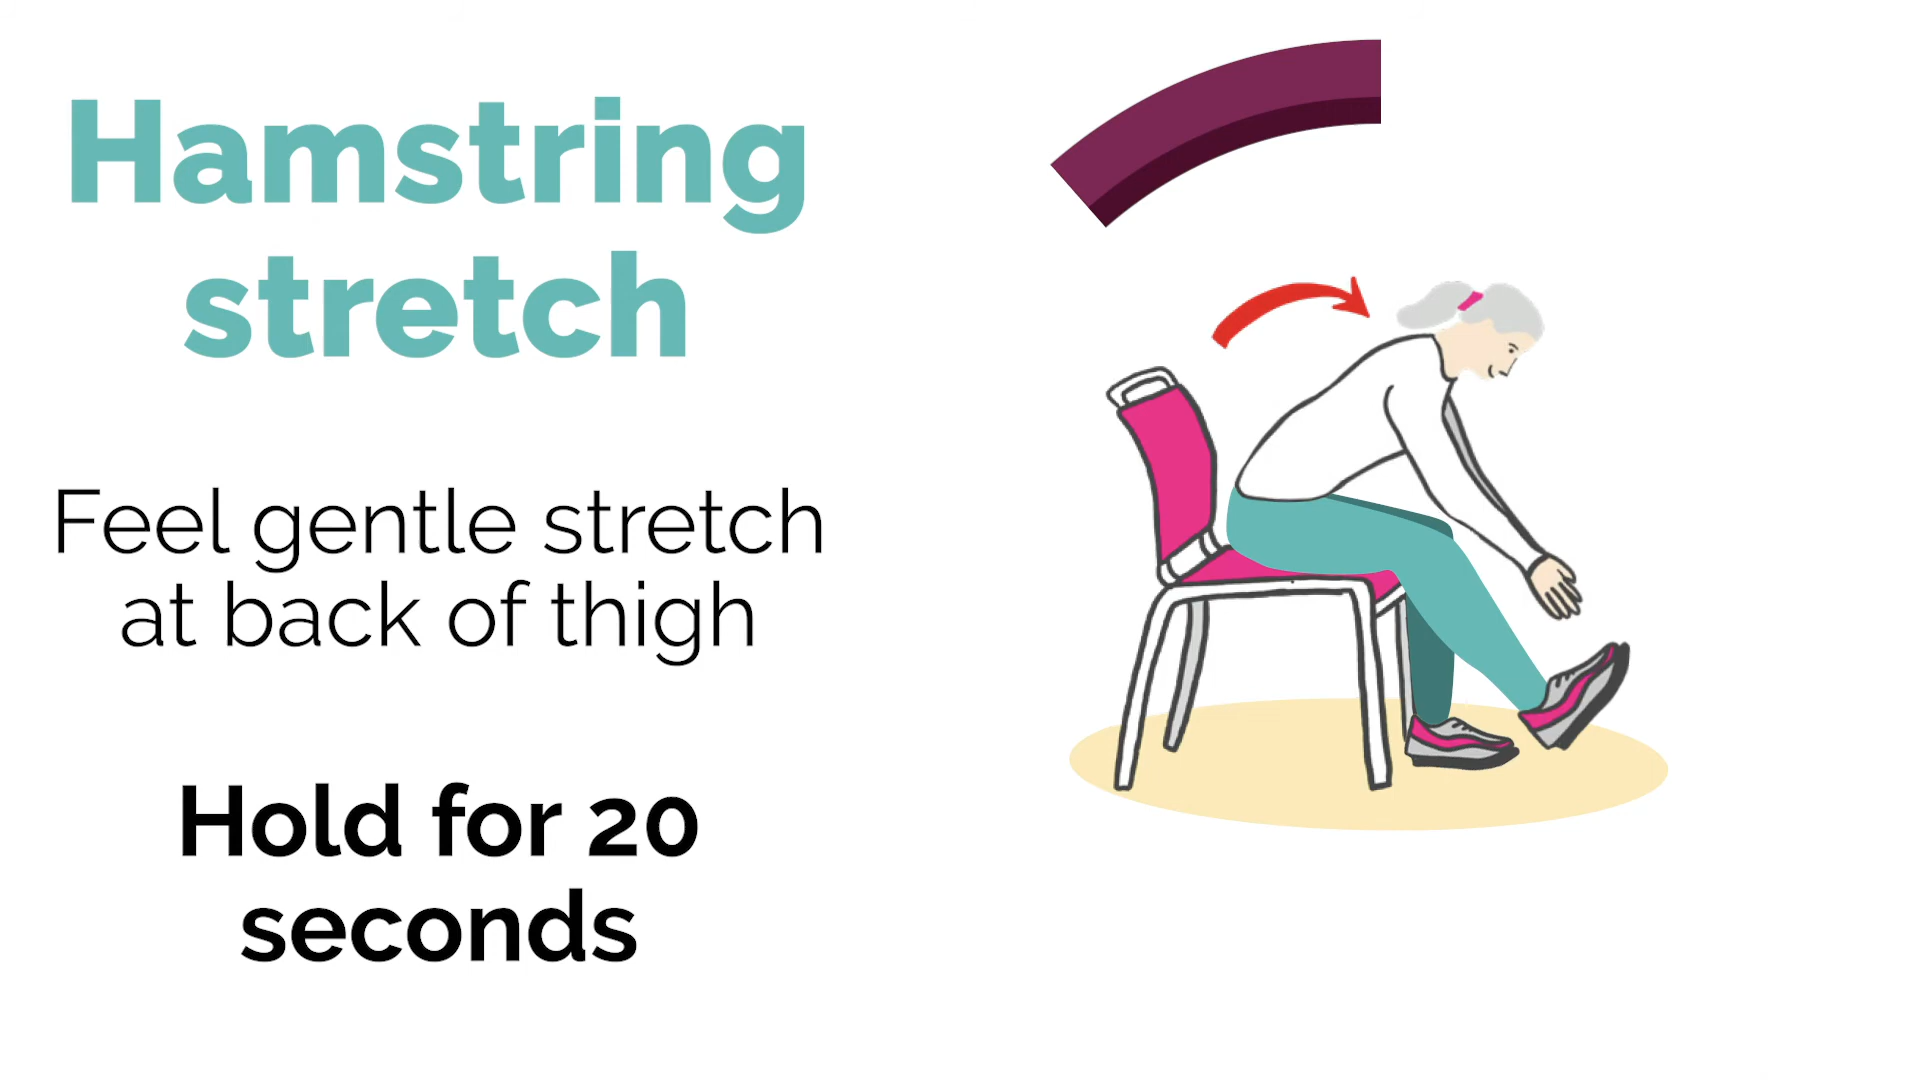 Hamstring
stretch
Feel gentle stretch
at back of thigh
Hold for 20
seconds